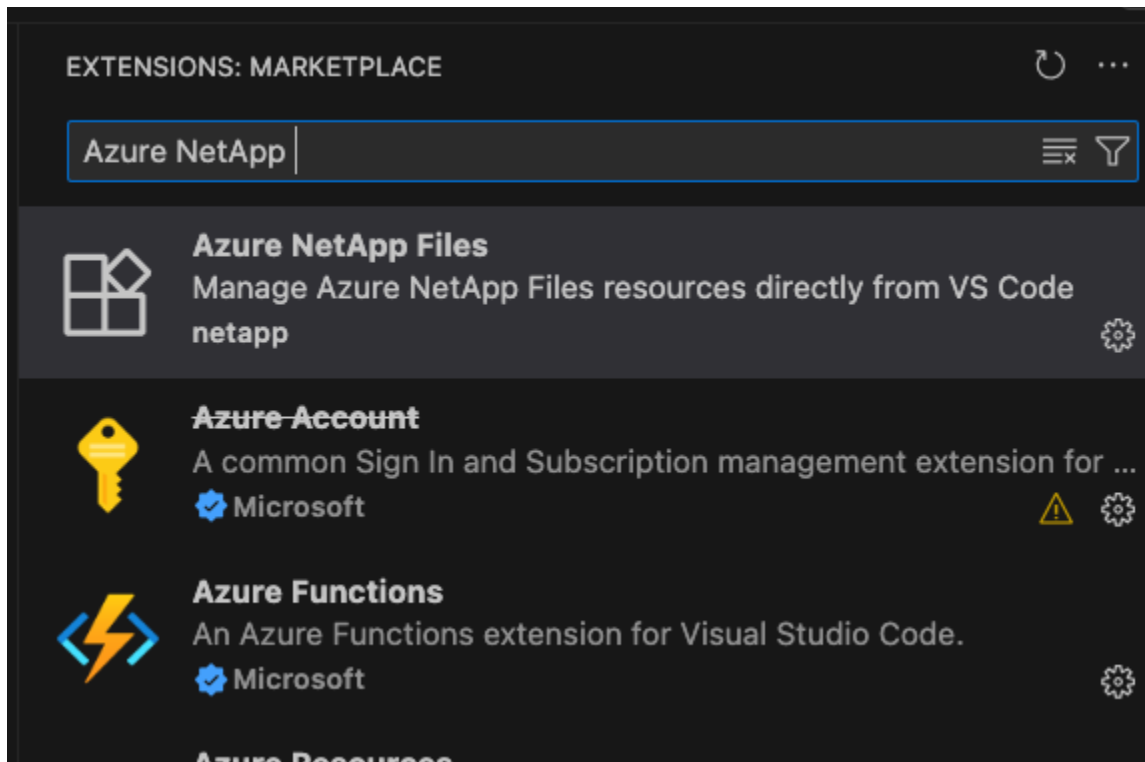 EXTENSIONS: MARKETPLACE
Azure NetApp
Azure NetApp Files
Manage Azure NetApp Files resources directly from VS Code
netapp
Azure Account
A common Sign In and Subscription management extension for ...
Microsoft
Azure Functions
An Azure Functions extension for Visual Studio Code.
Microsoft
Azure Resources